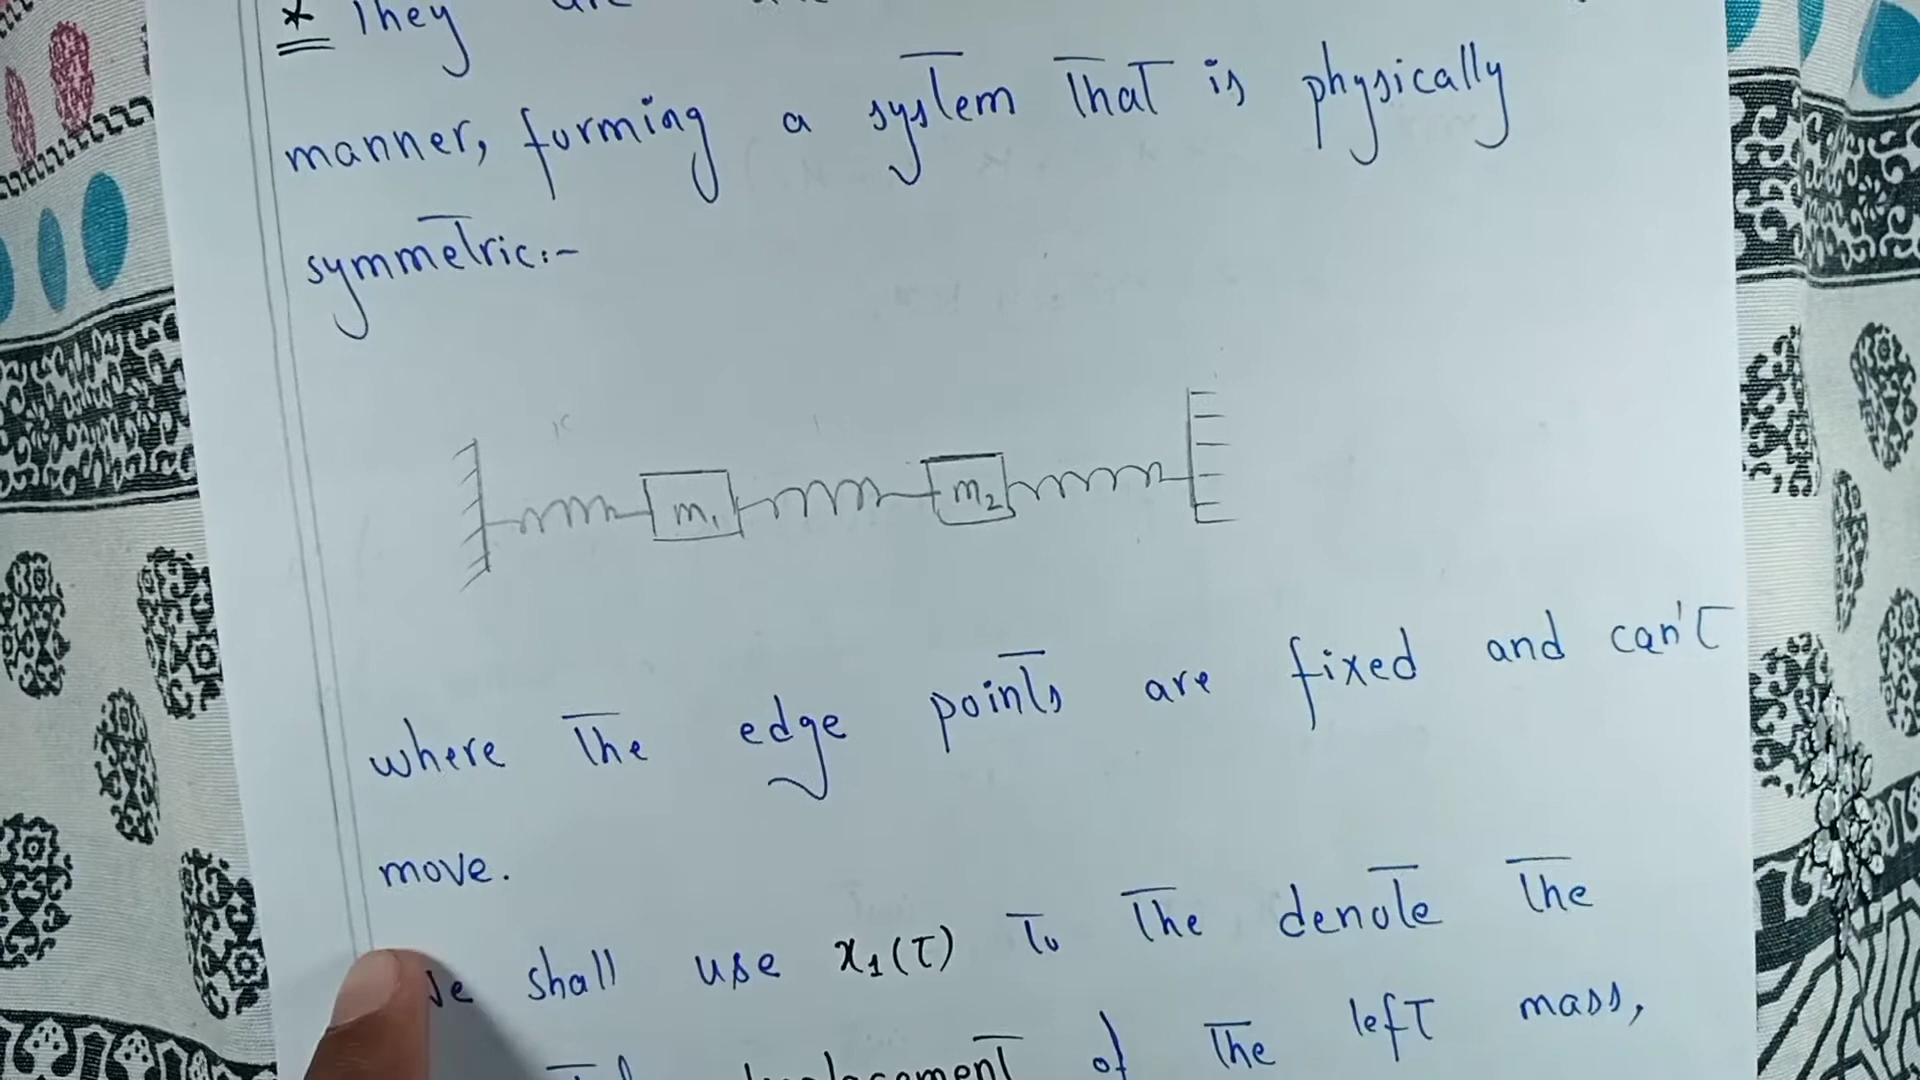 * They are
manner, forming a system that is physically
symmetric:-
m₁ m₂
where the edge points are fixed and can't
move.
shall use x₁(t) to the denote the
of the left mass,